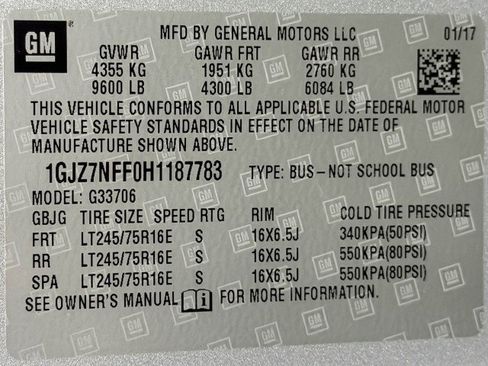 GM
MFD BY GENERAL MOTORS LLC 01/17
GVWR GAWR FRT GAWR RR
4355 KG 1951 KG 2760 KG
9600 LB 4300 LB 6084 LB
THIS VEHICLE CONFORMS TO ALL APPLICABLE U.S. FEDERAL MOTOR
VEHICLE SAFETY STANDARDS IN EFFECT ON THE DATE OF
MANUFACTURE SHOWN ABOVE.
1GJZ7NFF0H1187783 TYPE: BUS-NOT SCHOOL BUS
MODEL: G33706
GBJG TIRE SIZE SPEED RTG RIM COLD TIRE PRESSURE
FRT LT245/75R16E S 16X6.5J 340KPA(50PSI)
RR LT245/75R16E S 16X6.5J 550KPA(80PSI)
SPA LT245/75R16E S 16X6.5J 550KPA(80PSI)
SEE OWNER'S MANUAL i FOR MORE INFORMATION.